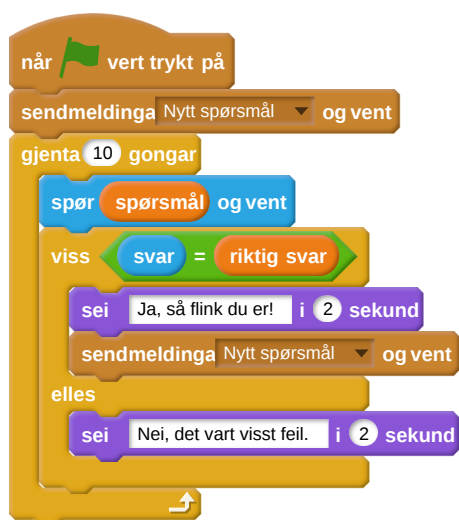 når vert trykt på
sendmeldinga Nytt spørsmål og vent
gjenta 10 gongar
spør spørsmål og vent
viss svar = riktig svar
sei Ja, så flink du er! i 2 sekund
sendmeldinga Nytt spørsmål og vent
elles
sei Nei, det vart visst feil. i 2 sekund